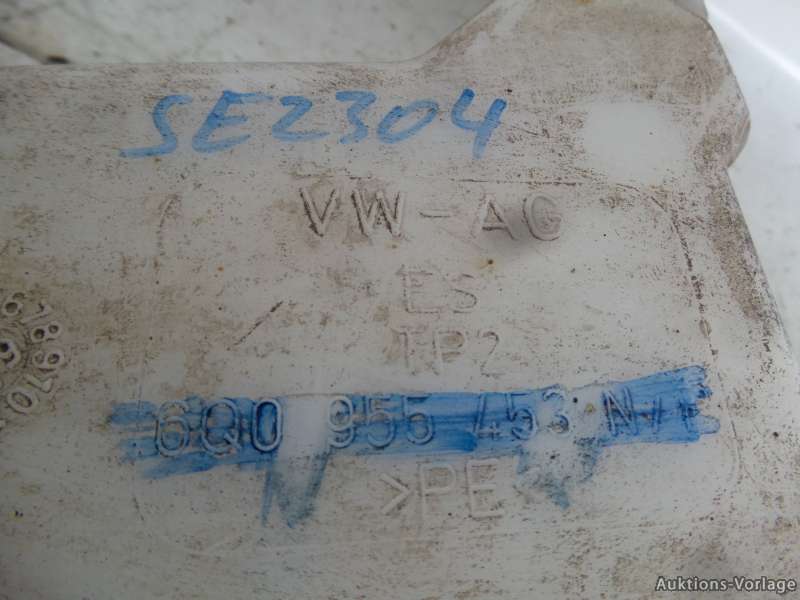 SE2304
VW-AG
ES
TP2
6Q0 955 453
>PE<
Auktions-Vorlage